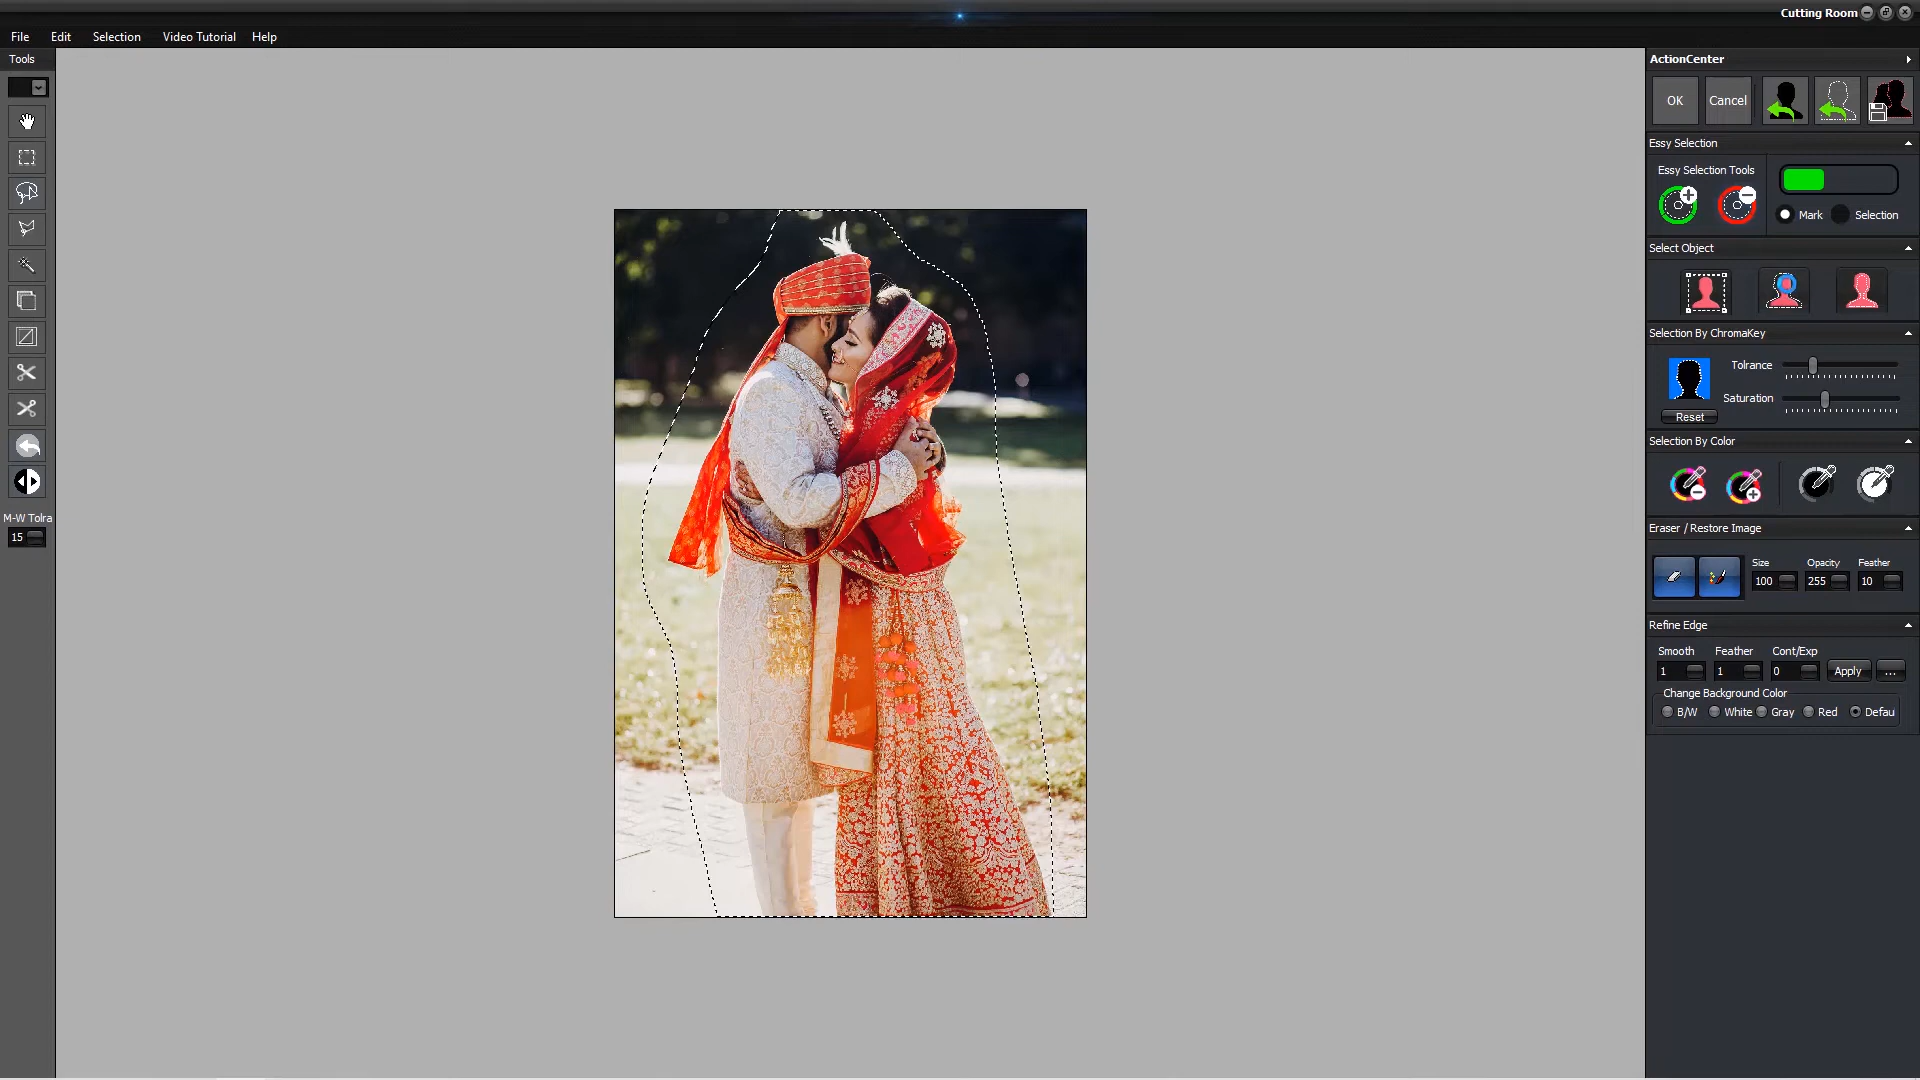 Cutting Room
File Edit Selection Video Tutorial Help
Tools
M-W Tolra
15
ActionCenter
OK Cancel
Essy Selection
Essy Selection Tools
Mark Selection
Select Object
Selection By ChromaKey
Tolrance
Saturation
Reset
Selection By Color
Eraser / Restore Image
Size Opacity Feather
100 255 10
Refine Edge
Smooth Feather Cont/Exp
1 1 0 Apply ...
Change Background Color
B/W White Gray Red Defau